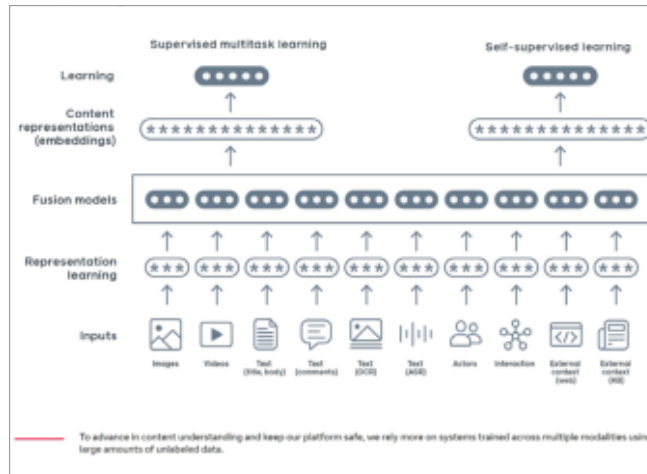 Supervised multitask learning
Self-supervised learning
Learning
Content
representations
(embeddings)
Fusion models
Representation
learning
Inputs
Images
Videos
Text
(title, body)
Text
(comments)
Text
(OCR)
Text
(ASR)
Actors
Interaction
External
context
(web)
External
context
(KB)
To advance in content understanding and keep our platform safe, we rely more on systems trained across multiple modalities usin
large amounts of unlabeled data.